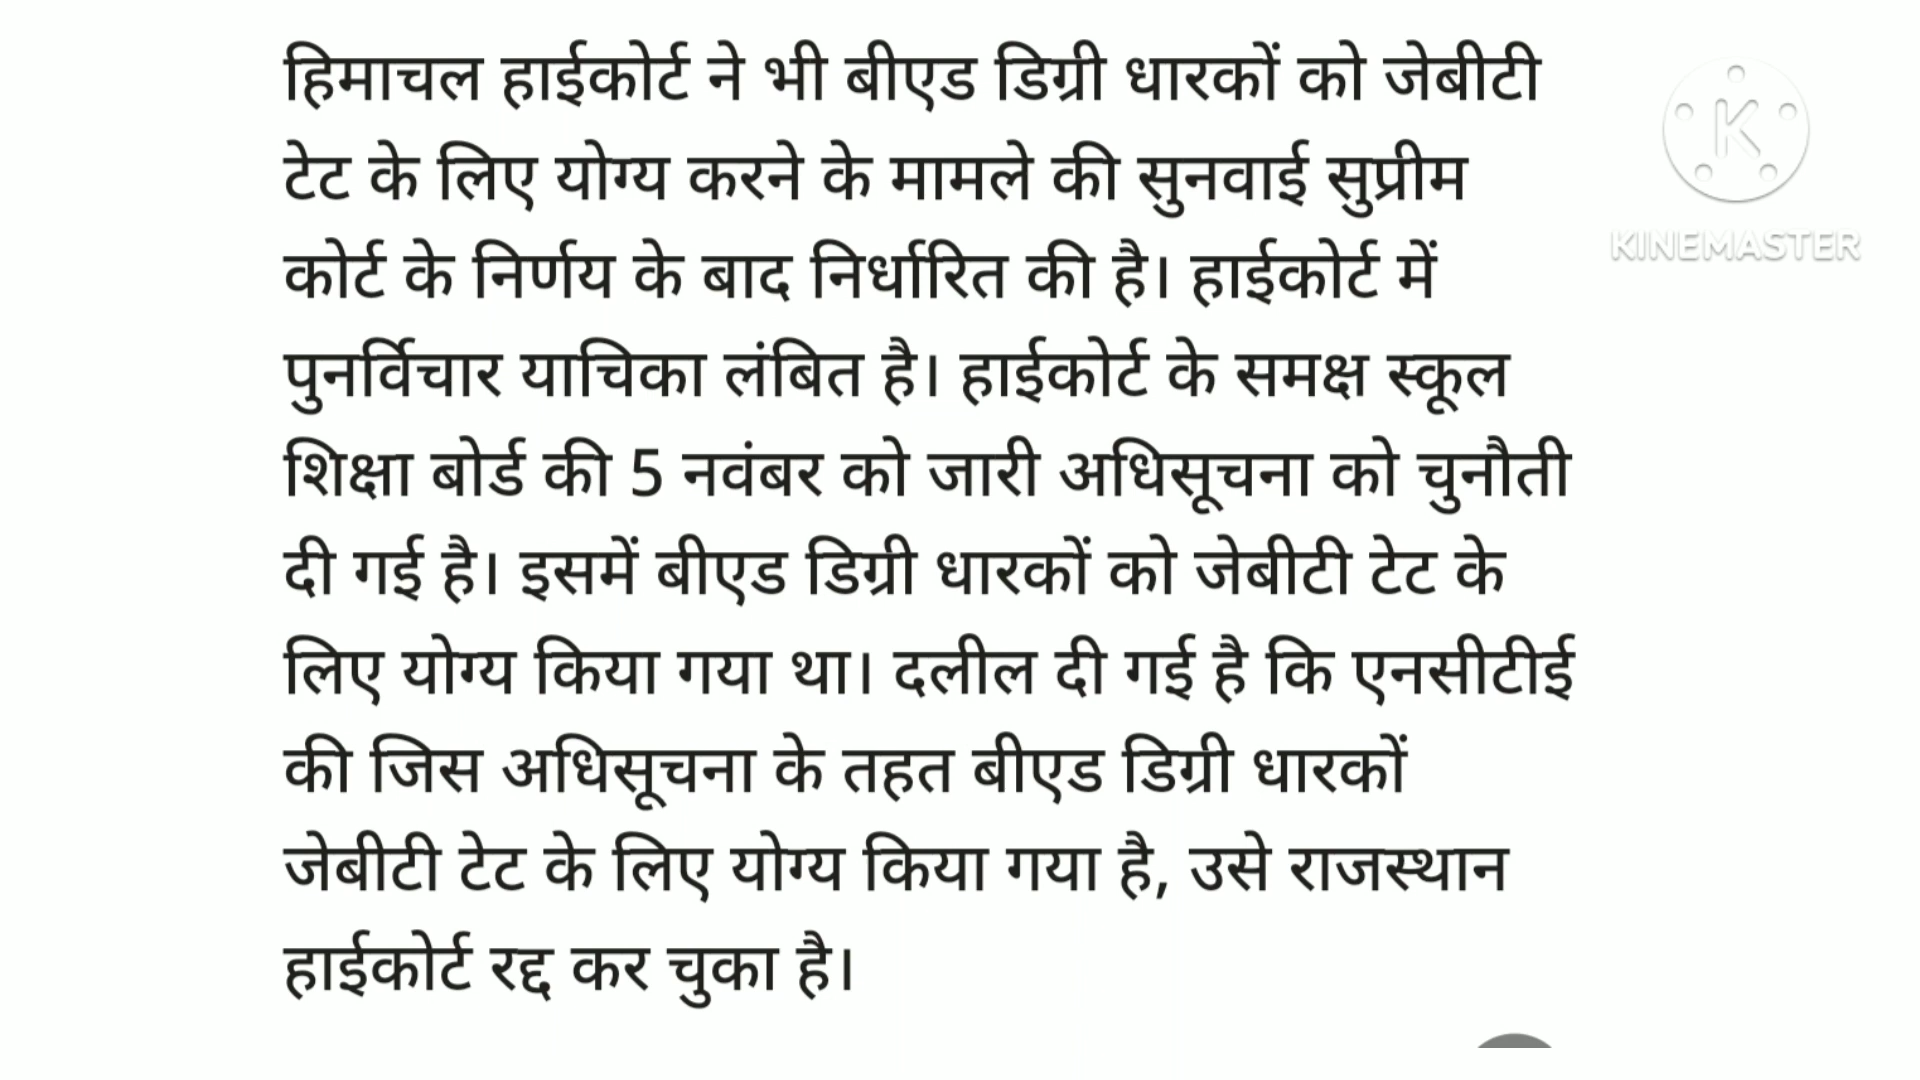 हिमाचल हाईकोर्ट ने भी बीएड डिग्री धारकों को जेबीटी
टेट के लिए योग्य करने के मामले की सुनवाई सुप्रीम
कोर्ट के निर्णय के बाद निर्धारित की है। हाईकोर्ट में
पुनर्विचार याचिका लंबित है। हाईकोर्ट के समक्ष स्कूल
शिक्षा बोर्ड की 5 नवंबर को जारी अधिसूचना को चुनौती
दी गई है। इसमें बीएड डिग्री धारकों को जेबीटी टेट के
लिए योग्य किया गया था। दलील दी गई है कि एनसीटीई
की जिस अधिसूचना के तहत बीएड डिग्री धारकों
जेबीटी टेट के लिए योग्य किया गया है, उसे राजस्थान
हाईकोर्ट रद्द कर चुका है।
K
KINEMASTER